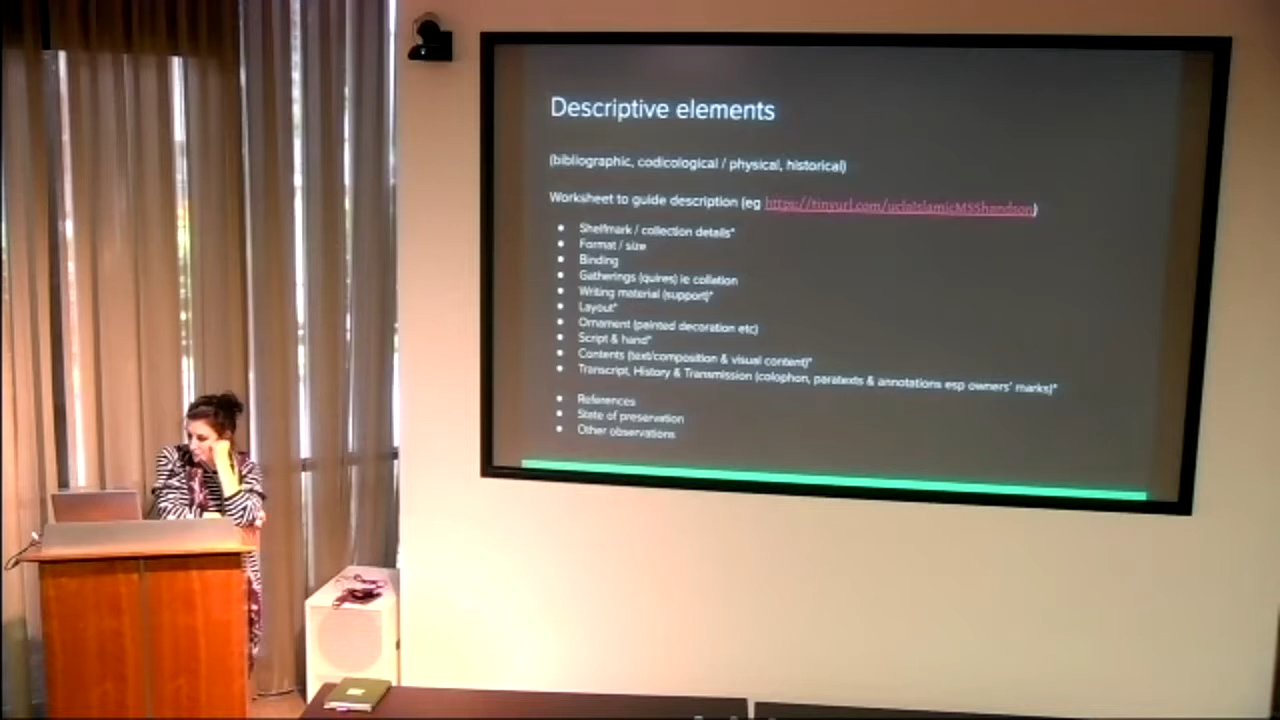 Descriptive elements
(bibliographic, codicological / physical, historical)
Worksheet to guide description (eg https://tinyurl.com/uclaIslamicMSShandson)
● Shelfmark / collection details*
● Format / size
● Binding
● Gatherings (quires) ie collation
● Writing material (support)*
● Layout*
● Ornament (painted decoration etc)
● Script & hand*
● Contents (text/composition & visual content)*
● Transcript, History & Transmission (colophon, paratexts & annotations esp owners' marks)*
● References
● State of preservation
● Other observations